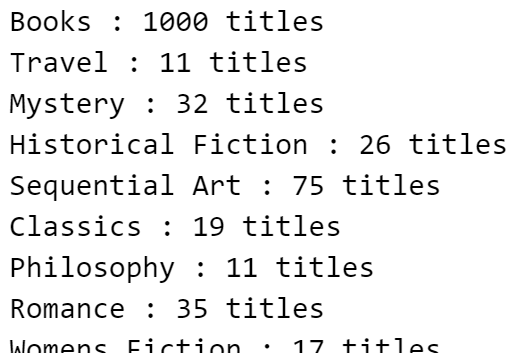 Books : 1000 titles
Travel : 11 titles
Mystery : 32 titles
Historical Fiction : 26 titles
Sequential Art : 75 titles
Classics : 19 titles
Philosophy : 11 titles
Romance : 35 titles
Womens Fiction : 17 titles